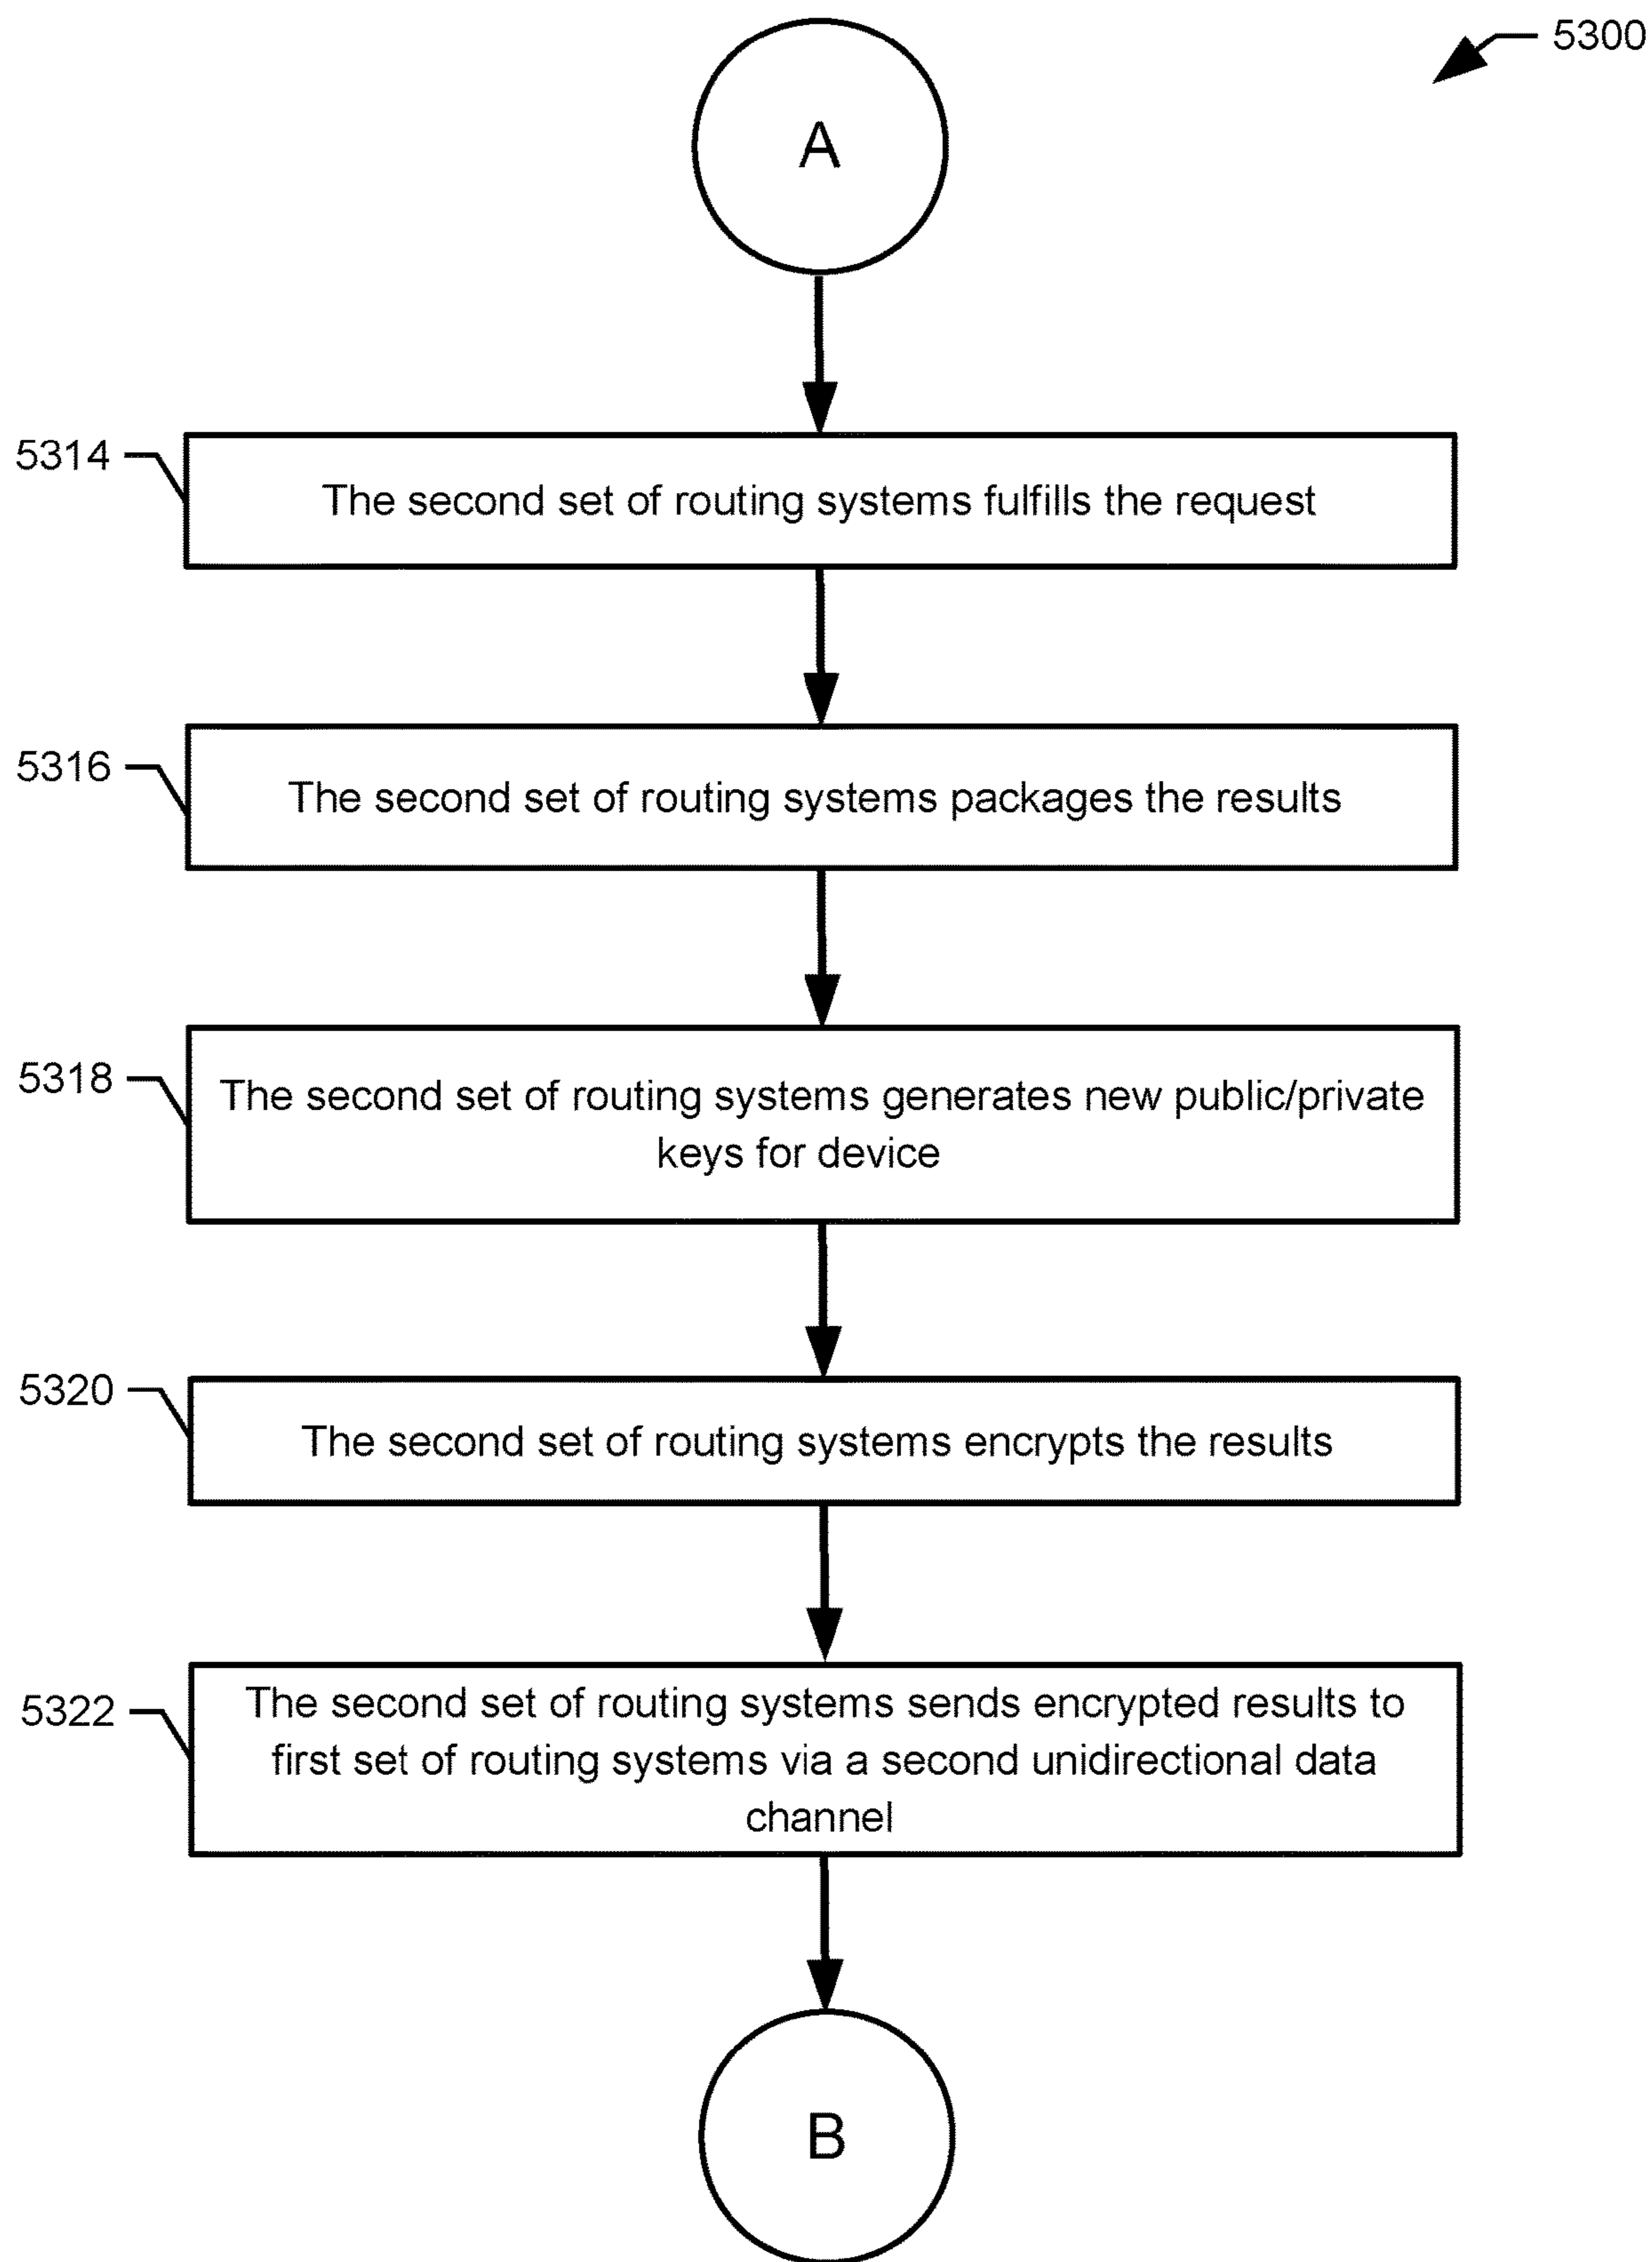 5300
A
5314
The second set of routing systems fulfills the request
5316
The second set of routing systems packages the results
5318
The second set of routing systems generates new public/private
keys for device
5320
The second set of routing systems encrypts the results
5322
The second set of routing systems sends encrypted results to
first set of routing systems via a second unidirectional data
channel
B